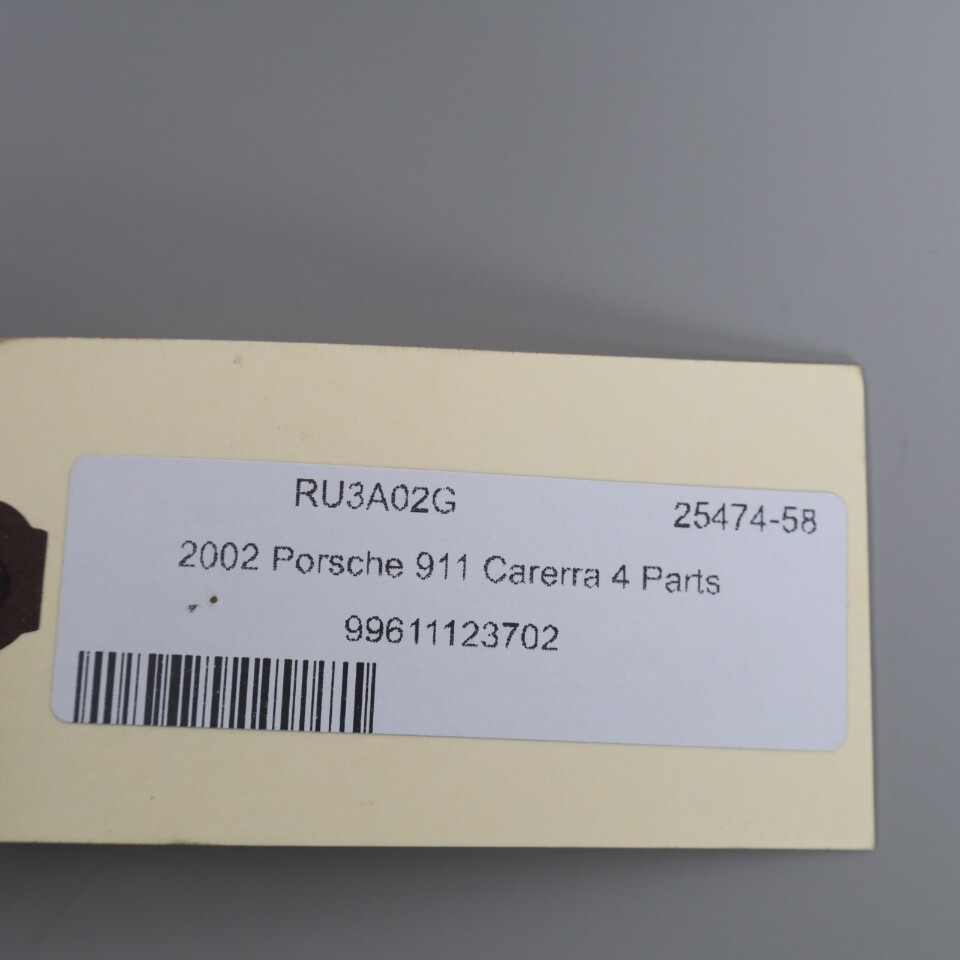 RU3A02G 25474-58
2002 Porsche 911 Carerra 4 Parts
99611123702